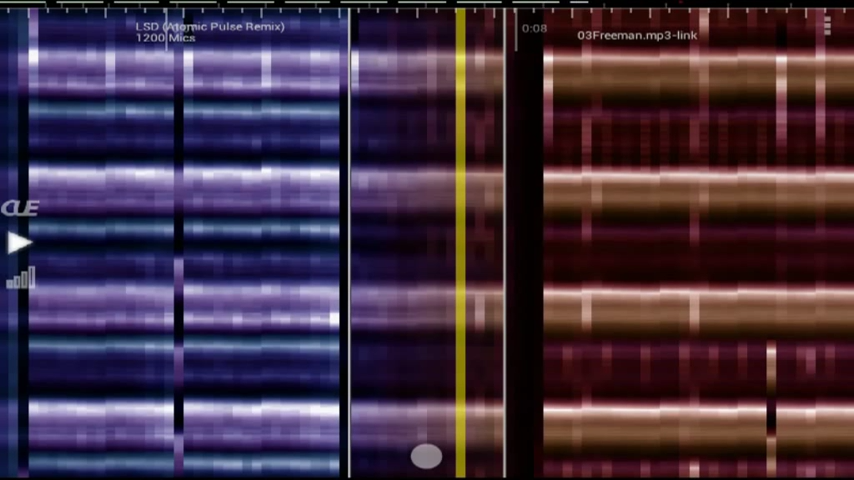 LSD (Atomic Pulse Remix)
1200 Mics
0:08
03Freeman.mp3-link
CUE